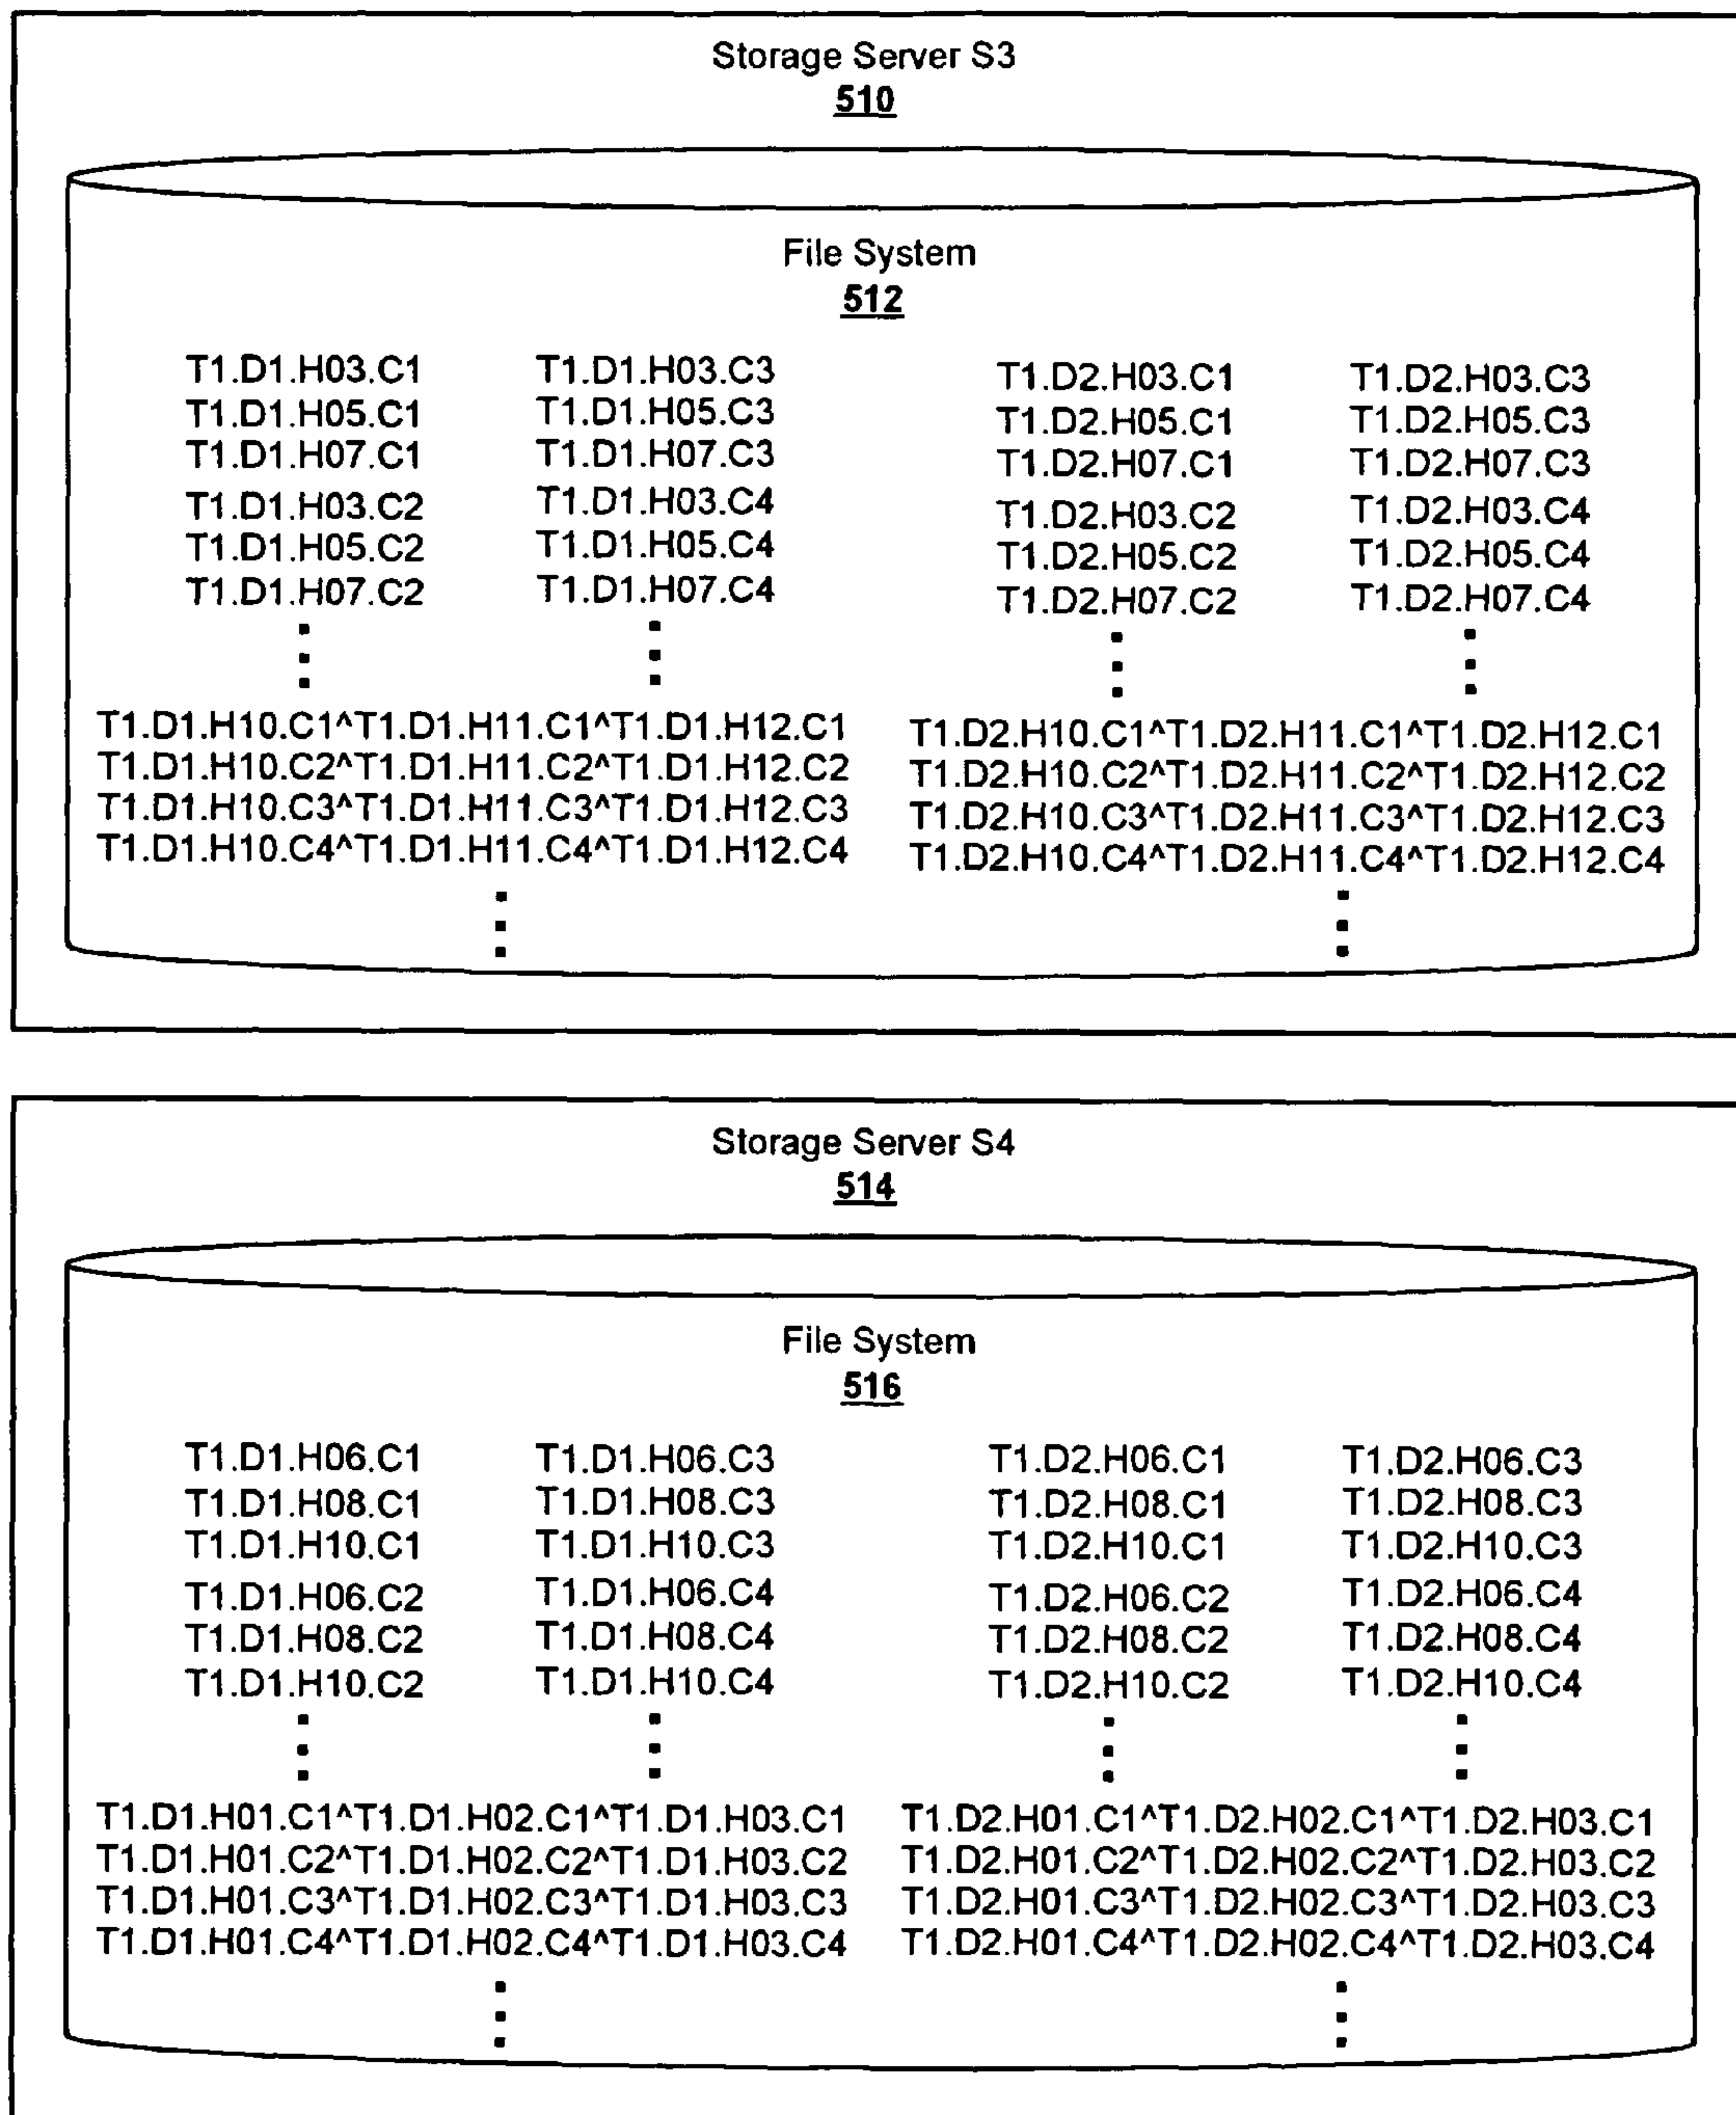 Storage Server S3
510
File System
512
T1.D1.H03.C1 T1.D1.H03.C3 T1.D2.H03.C1 T1.D2.H03.C3
T1.D1.H05.C1 T1.D1.H05.C3 T1.D2.H05.C1 T1.D2.H05.C3
T1.D1.H07.C1 T1.D1.H07.C3 T1.D2.H07.C1 T1.D2.H07.C3
T1.D1.H03.C2 T1.D1.H03.C4 T1.D2.H03.C2 T1.D2.H03.C4
T1.D1.H05.C2 T1.D1.H05.C4 T1.D2.H05.C2 T1.D2.H05.C4
T1.D1.H07.C2 T1.D1.H07.C4 T1.D2.H07.C2 T1.D2.H07.C4
T1.D1.H10.C1^T1.D1.H11.C1^T1.D1.H12.C1 T1.D2.H10.C1^T1.D2.H11.C1^T1.D2.H12.C1
T1.D1.H10.C2^T1.D1.H11.C2^T1.D1.H12.C2 T1.D2.H10.C2^T1.D2.H11.C2^T1.D2.H12.C2
T1.D1.H10.C3^T1.D1.H11.C3^T1.D1.H12.C3 T1.D2.H10.C3^T1.D2.H11.C3^T1.D2.H12.C3
T1.D1.H10.C4^T1.D1.H11.C4^T1.D1.H12.C4 T1.D2.H10.C4^T1.D2.H11.C4^T1.D2.H12.C4
Storage Server S4
514
File System
516
T1.D1.H06.C1 T1.D1.H06.C3 T1.D2.H06.C1 T1.D2.H06.C3
T1.D1.H08.C1 T1.D1.H08.C3 T1.D2.H08.C1 T1.D2.H08.C3
T1.D1.H10.C1 T1.D1.H10.C3 T1.D2.H10.C1 T1.D2.H10.C3
T1.D1.H06.C2 T1.D1.H06.C4 T1.D2.H06.C2 T1.D2.H06.C4
T1.D1.H08.C2 T1.D1.H08.C4 T1.D2.H08.C2 T1.D2.H08.C4
T1.D1.H10.C2 T1.D1.H10.C4 T1.D2.H10.C2 T1.D2.H10.C4
T1.D1.H01.C1^T1.D1.H02.C1^T1.D1.H03.C1 T1.D2.H01.C1^T1.D2.H02.C1^T1.D2.H03.C1
T1.D1.H01.C2^T1.D1.H02.C2^T1.D1.H03.C2 T1.D2.H01.C2^T1.D2.H02.C2^T1.D2.H03.C2
T1.D1.H01.C3^T1.D1.H02.C3^T1.D1.H03.C3 T1.D2.H01.C3^T1.D2.H02.C3^T1.D2.H03.C3
T1.D1.H01.C4^T1.D1.H02.C4^T1.D1.H03.C4 T1.D2.H01.C4^T1.D2.H02.C4^T1.D2.H03.C4